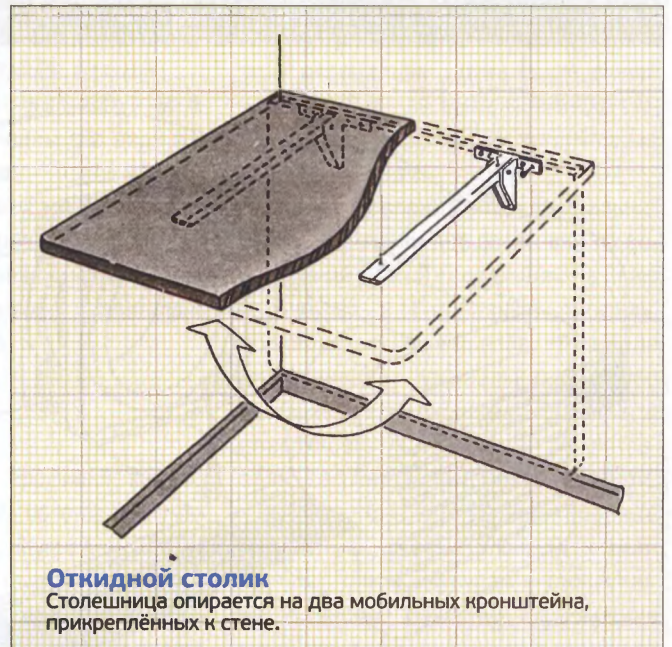 Откидной столик
Столешница опирается на два мобильных кронштейна,
прикреплённых к стене.